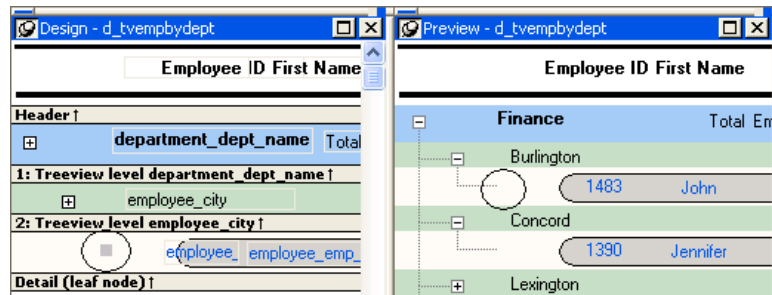 Design - d_tvempbydept
Employee ID First Name
Header ↑
department_dept_name Total
1: Treeview level department_dept_name ↑
employee_city
2: Treeview level employee_city ↑
employee_ employee_emp_
Detail (leaf node) ↑
Preview - d_tvempbydept
Employee ID First Name
Finance Total Em
Burlington
1483 John
Concord
1390 Jennifer
Lexington